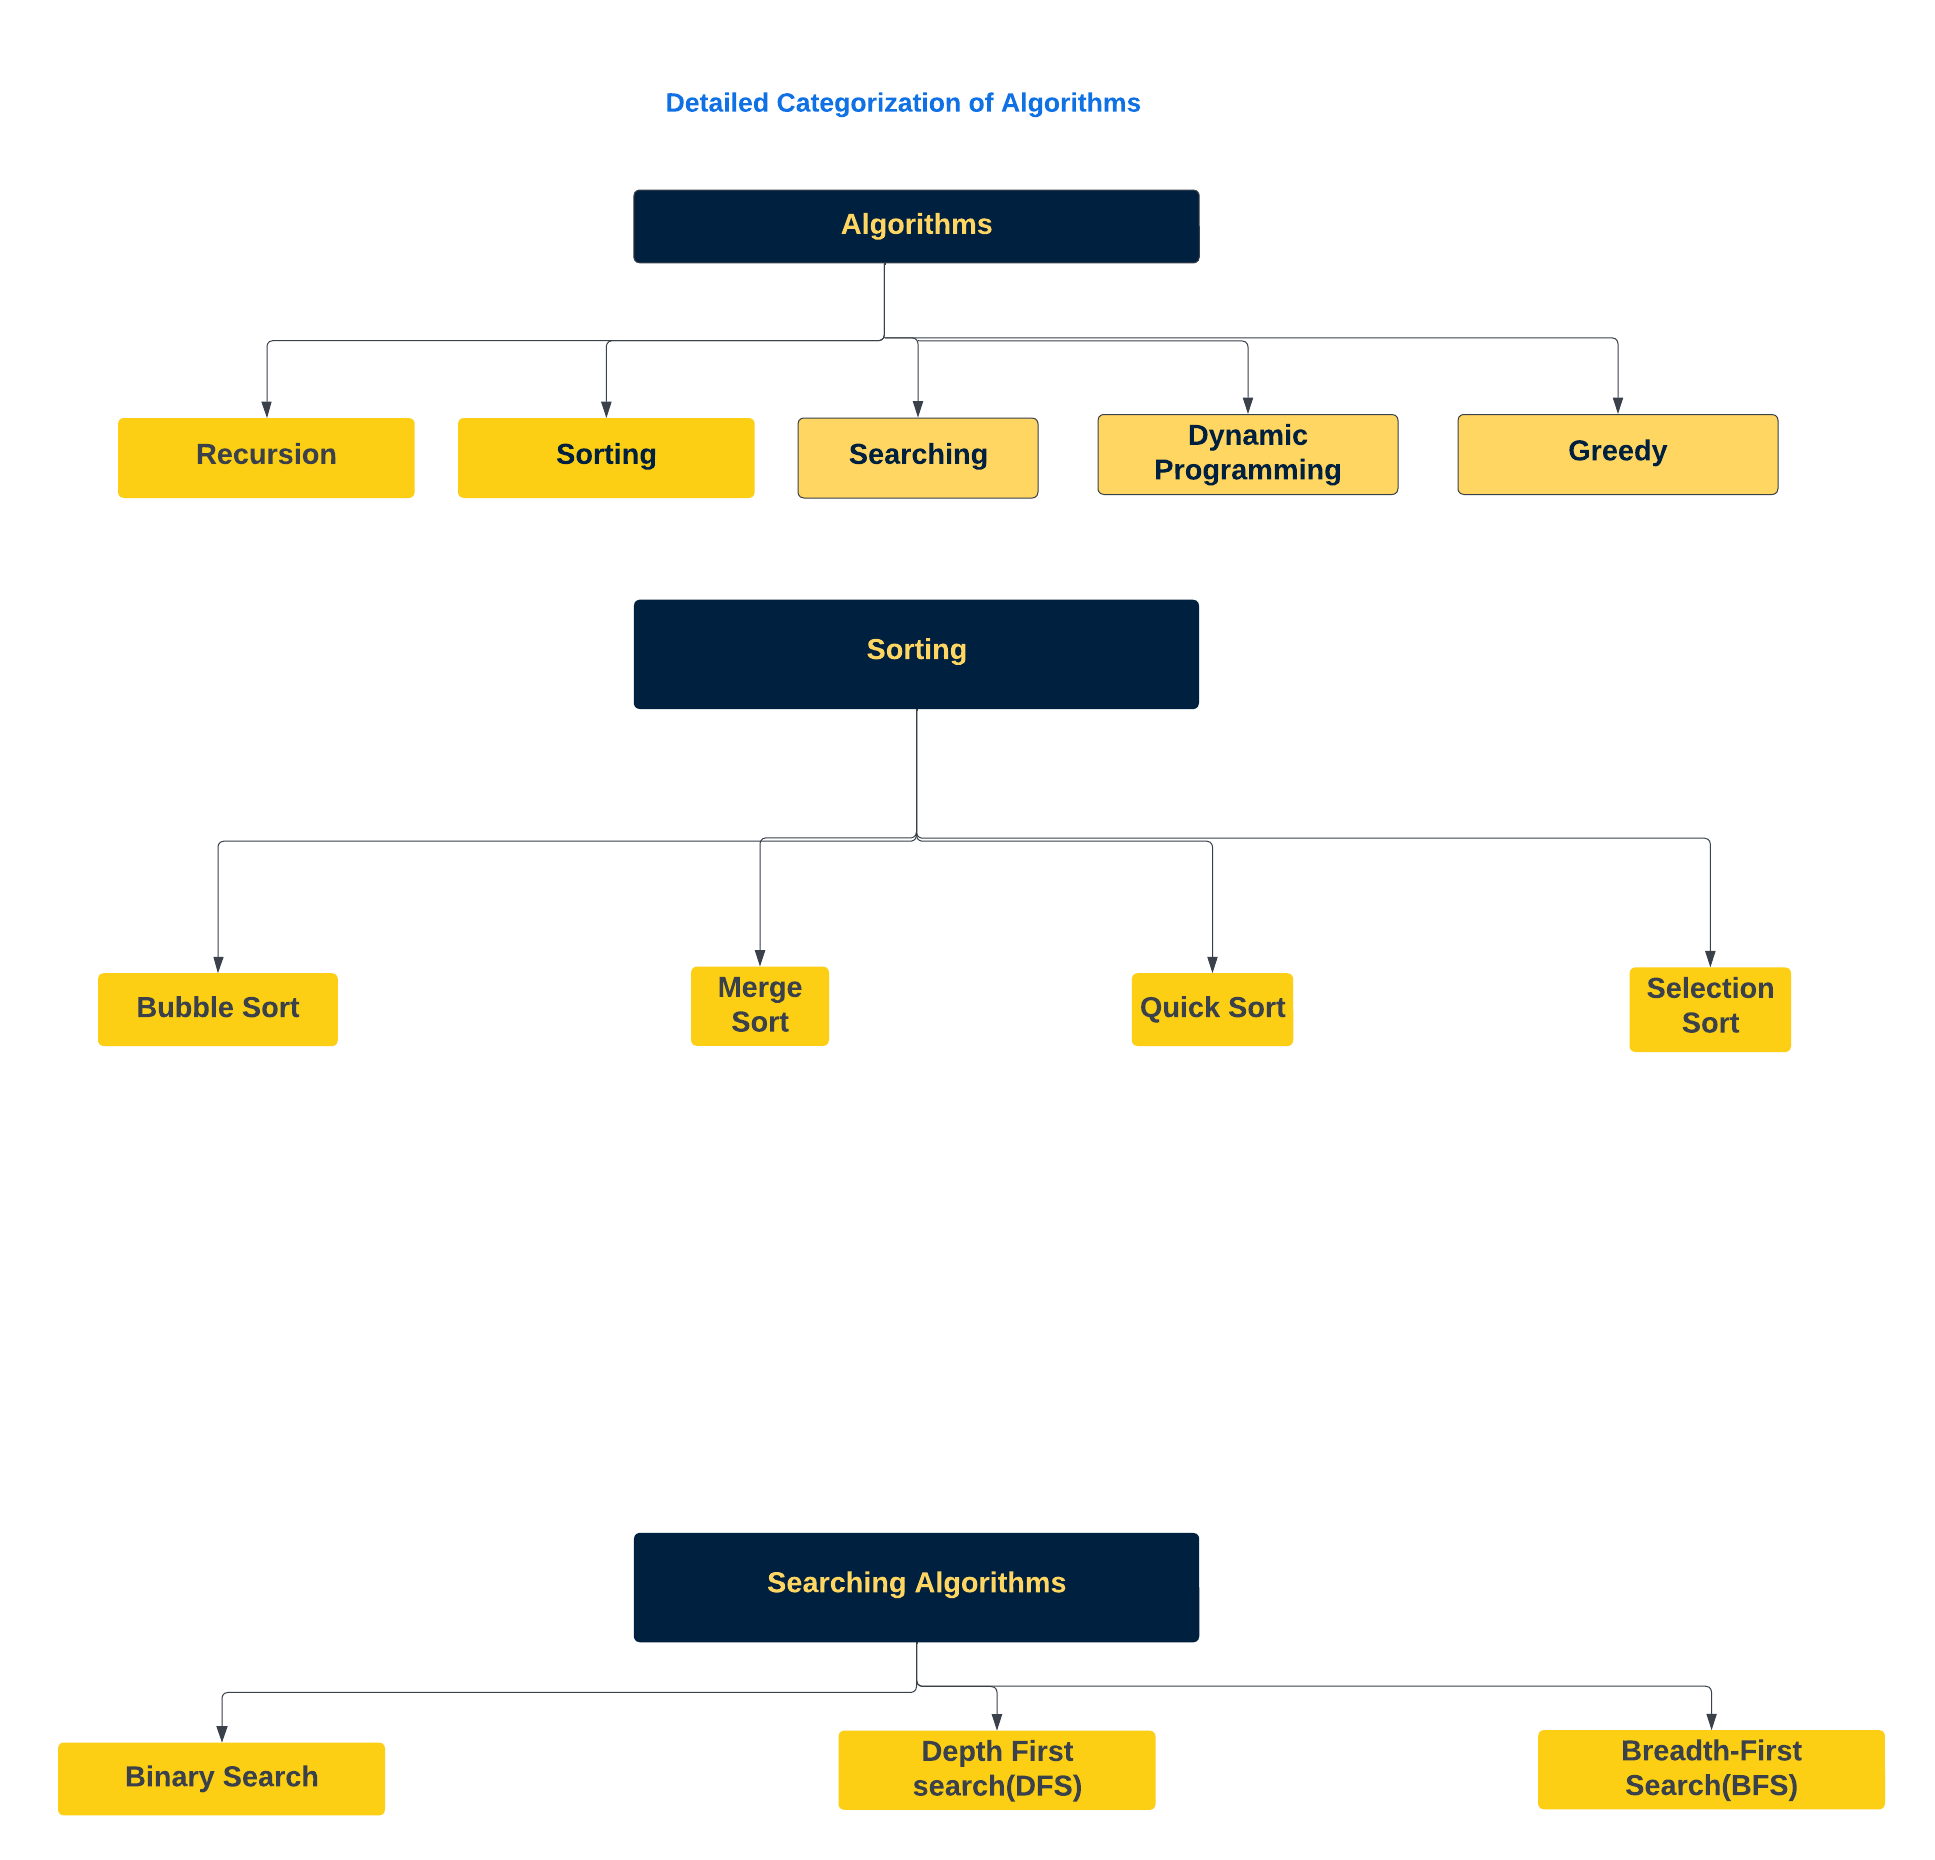 Detailed Categorization of Algorithms
Algorithms
Recursion
Sorting
Searching
Dynamic
Programming
Greedy
Sorting
Bubble Sort
Merge
Sort
Quick Sort
Selection
Sort
Searching Algorithms
Binary Search
Depth First
search(DFS)
Breadth-First
Search(BFS)